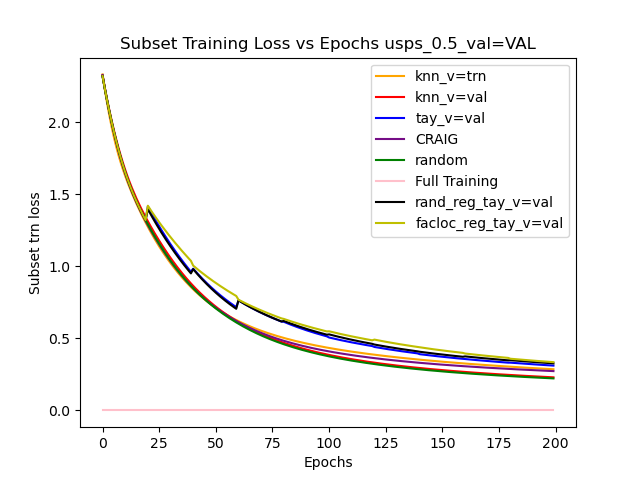 Subset Training Loss vs Epochs usps_0.5_val=VAL
knn_v=trn
knn_v=val
tay_v=val
CRAIG
random
Full Training
rand_reg_tay_v=val
facloc_reg_tay_v=val
Subset trn loss
2.0
1.5
1.0
0.5
0.0
0 25 50 75 100 125 150 175 200
Epochs